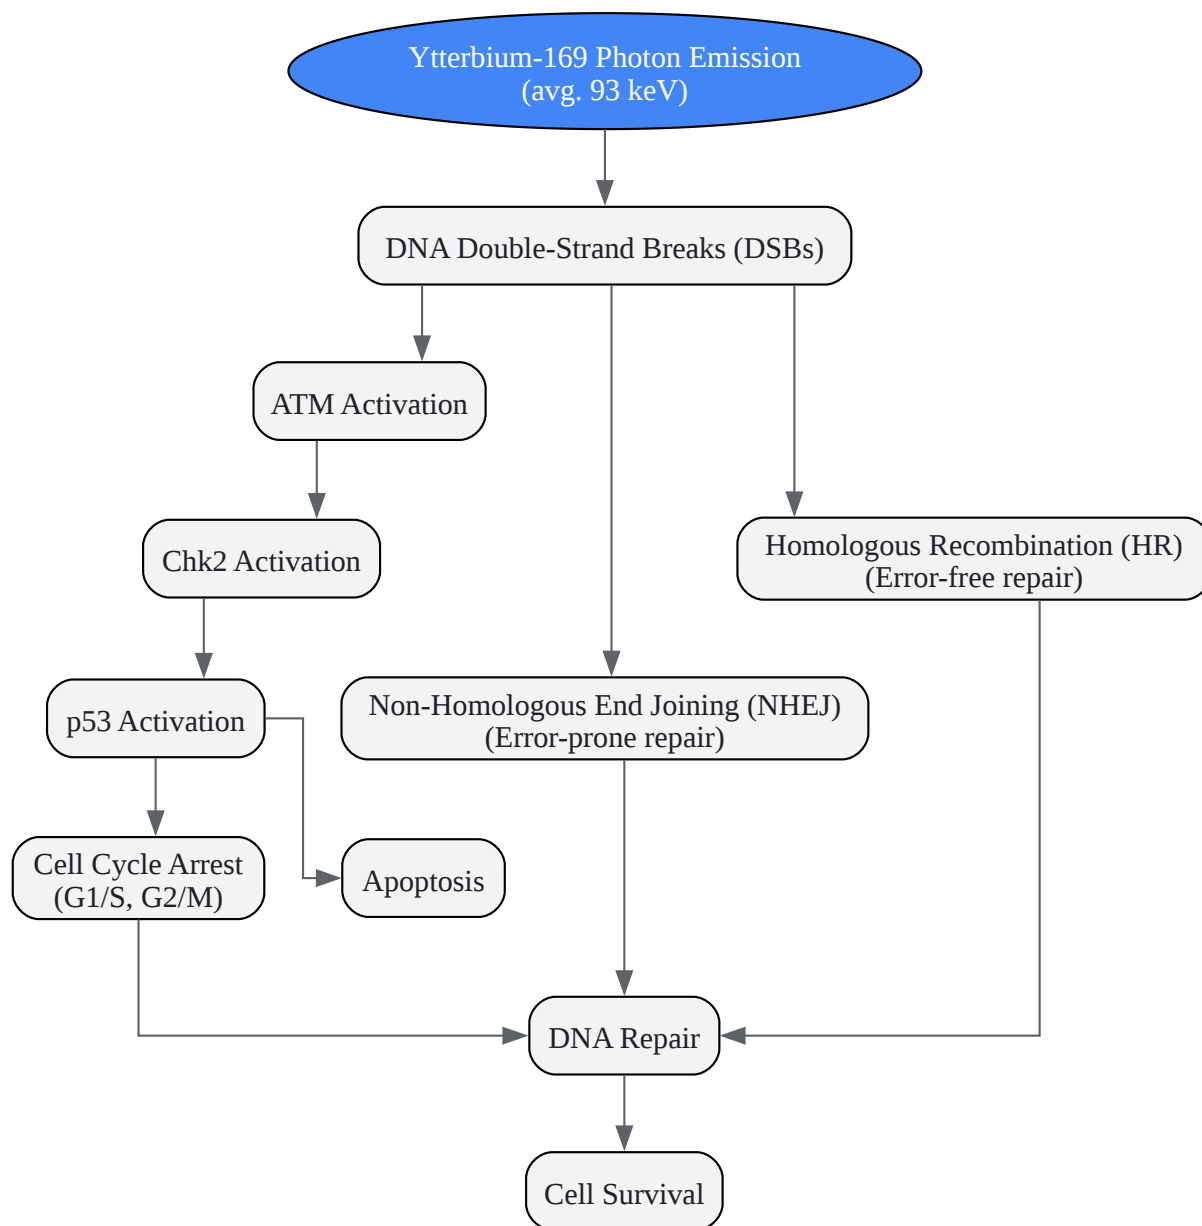 Ytterbium-169 Photon Emission
(avg. 93 keV)
DNA Double-Strand Breaks (DSBs)
ATM Activation
Chk2 Activation
Homologous Recombination (HR)
(Error-free repair)
p53 Activation
Non-Homologous End Joining (NHEJ)
(Error-prone repair)
Cell Cycle Arrest
(G1/S, G2/M)
Apoptosis
DNA Repair
Cell Survival